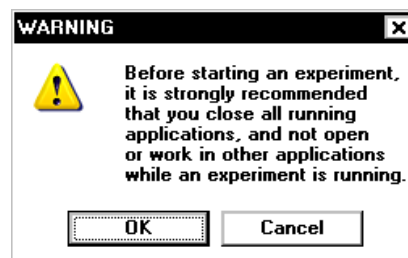 WARNING
Before starting an experiment,
it is strongly recommended
that you close all running
applications, and not open
or work in other applications
while an experiment is running.
OK Cancel